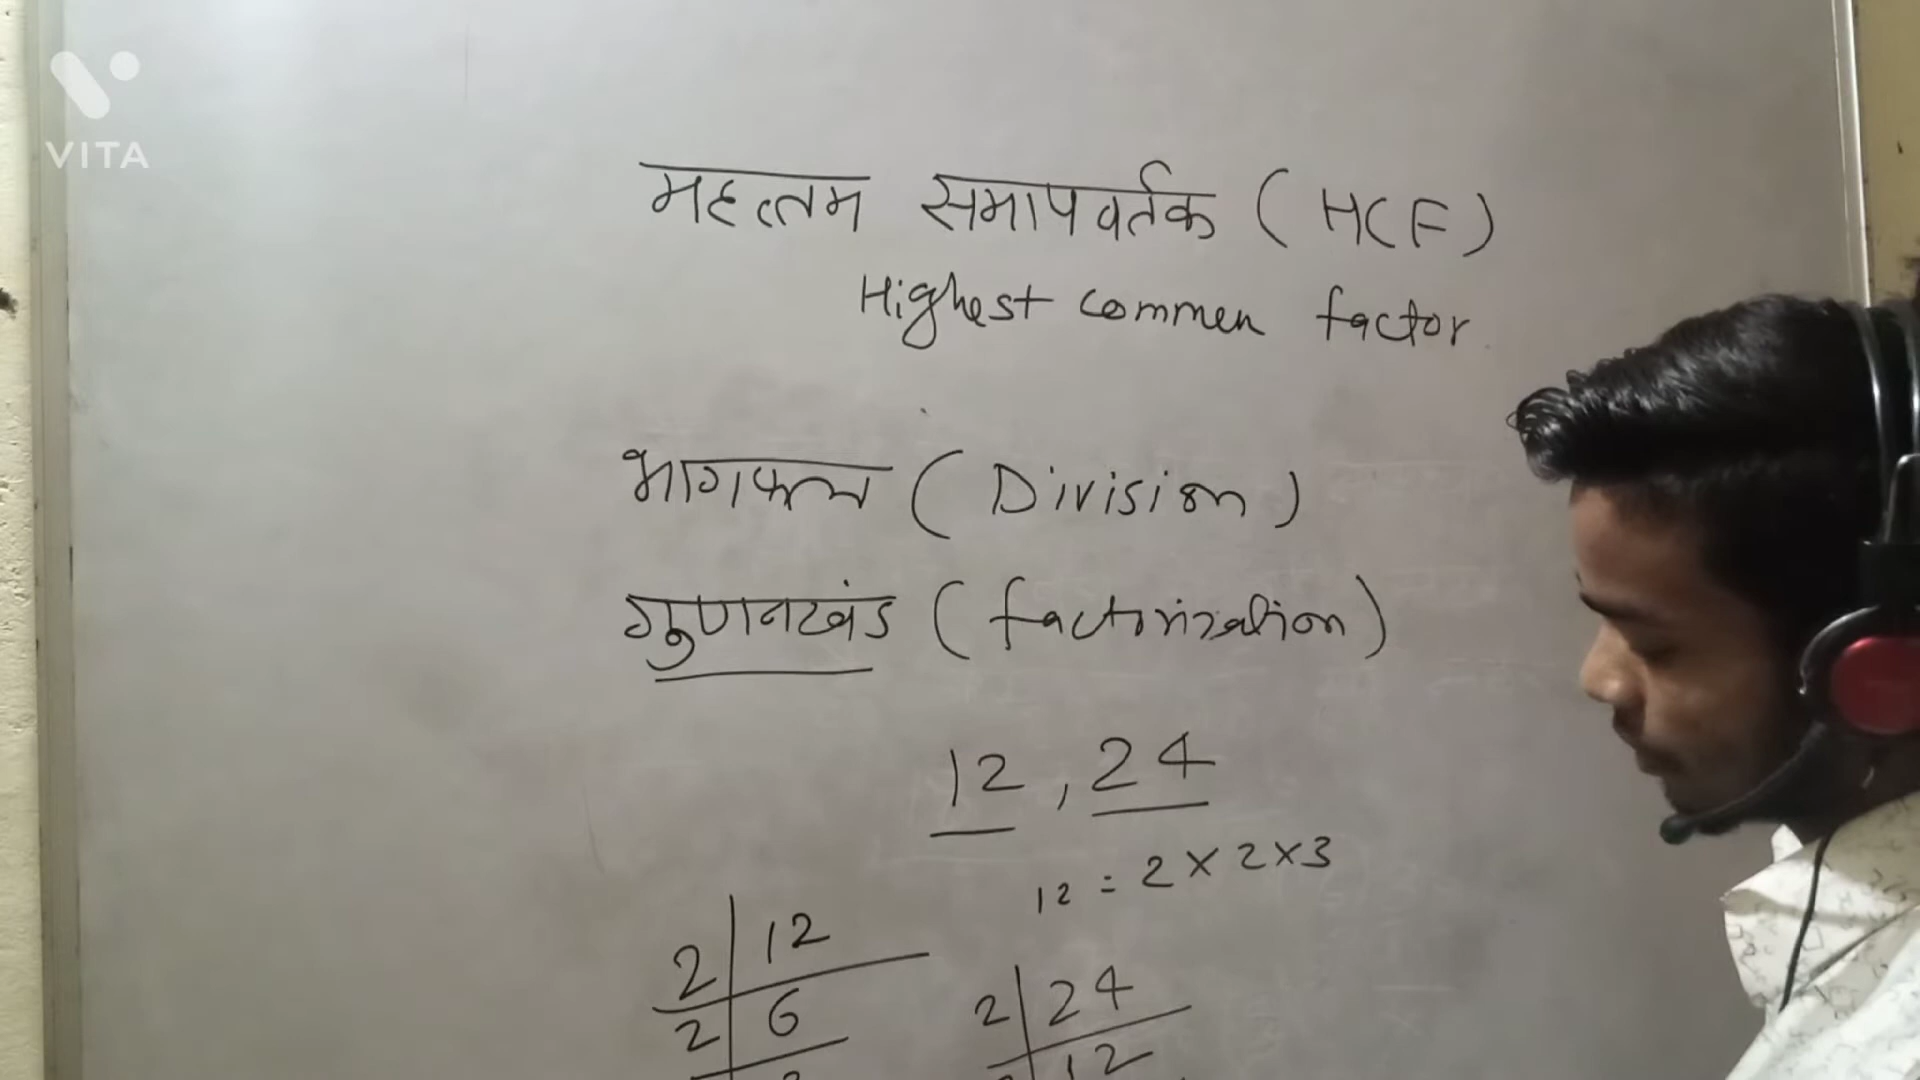 VITA
महत्तम समापवर्तक (HCF)
Highest commen factor
भागफल (Division)
गुणनखंड (factorization)
12, 24
12 = 2 × 2 × 3
2 | 12
2 | 6
2 | 24
12